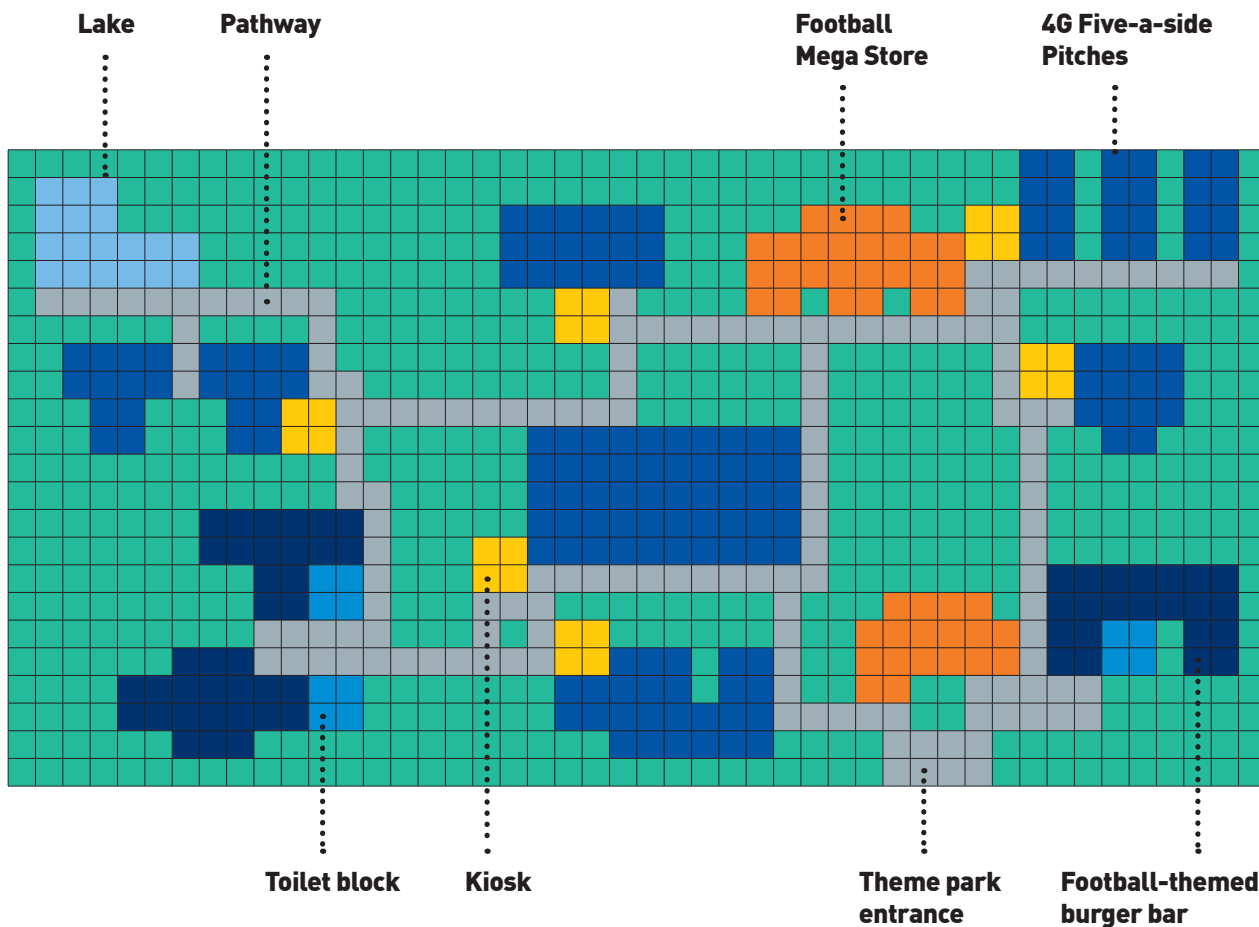 Lake
Pathway
Football
Mega Store
4G Five-a-side
Pitches
Toilet block
Kiosk
Theme park
entrance
Football-themed
burger bar